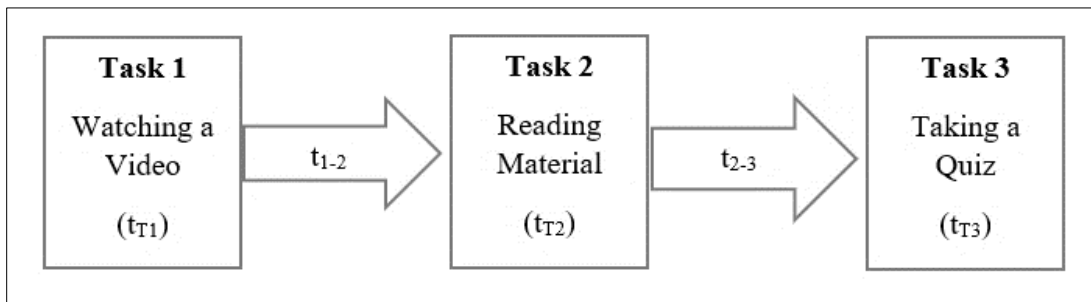 Task 1
Watching a
Video
(tT1)
t1-2
Task 2
Reading
Material
(tT2)
t2-3
Task 3
Taking a
Quiz
(tT3)